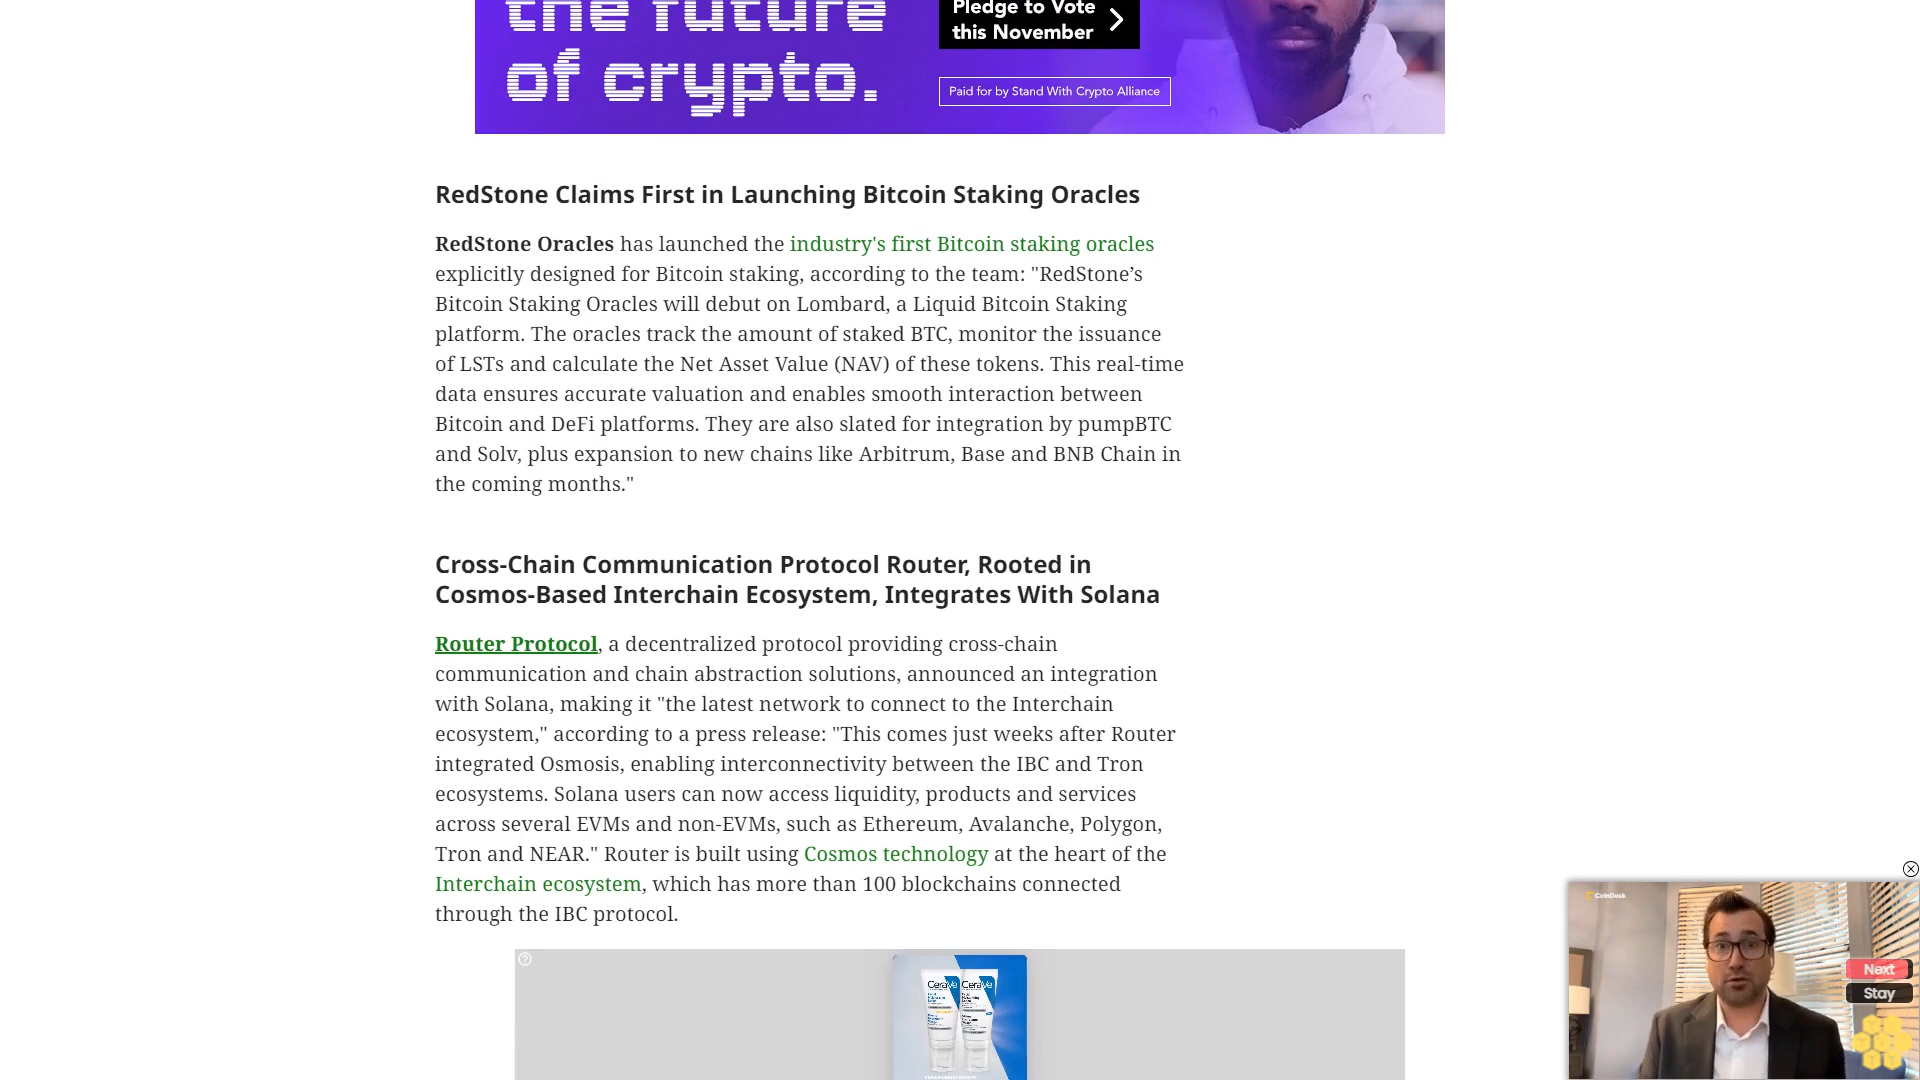 the future
of crypto.
Pledge to Vote
this November
Paid for by Stand With Crypto Alliance
RedStone Claims First in Launching Bitcoin Staking Oracles
RedStone Oracles has launched the industry's first Bitcoin staking oracles
explicitly designed for Bitcoin staking, according to the team: "RedStone’s
Bitcoin Staking Oracles will debut on Lombard, a Liquid Bitcoin Staking
platform. The oracles track the amount of staked BTC, monitor the issuance
of LSTs and calculate the Net Asset Value (NAV) of these tokens. This real-time
data ensures accurate valuation and enables smooth interaction between
Bitcoin and DeFi platforms. They are also slated for integration by pumpBTC
and Solv, plus expansion to new chains like Arbitrum, Base and BNB Chain in
the coming months."
Cross-Chain Communication Protocol Router, Rooted in
Cosmos-Based Interchain Ecosystem, Integrates With Solana
Router Protocol, a decentralized protocol providing cross-chain
communication and chain abstraction solutions, announced an integration
with Solana, making it "the latest network to connect to the Interchain
ecosystem," according to a press release: "This comes just weeks after Router
integrated Osmosis, enabling interconnectivity between the IBC and Tron
ecosystems. Solana users can now access liquidity, products and services
across several EVMs and non-EVMs, such as Ethereum, Avalanche, Polygon,
Tron and NEAR." Router is built using Cosmos technology at the heart of the
Interchain ecosystem, which has more than 100 blockchains connected
through the IBC protocol.
CeraVe CeraVe
CoinDesk
Next
Stay